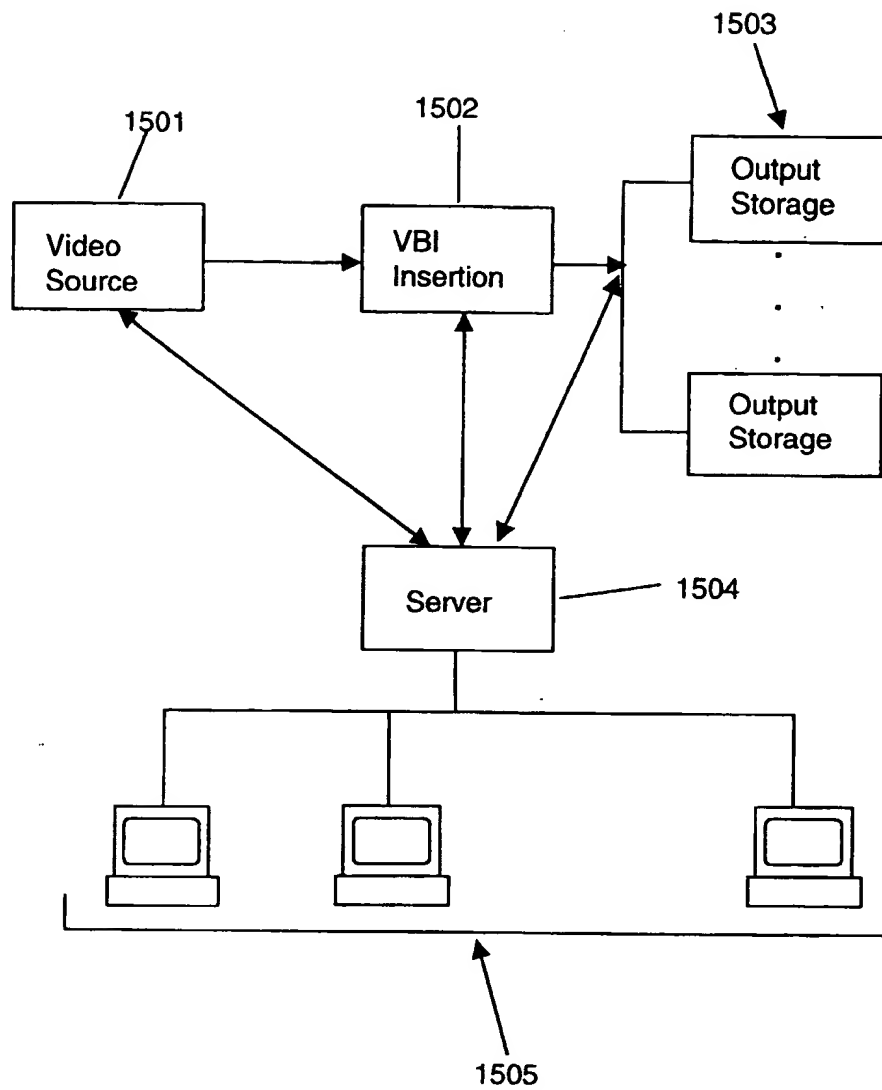 1503
1501
1502
Output
Storage
Video
Source
VBI
Insertion
Output
Storage
Server
1504
1505